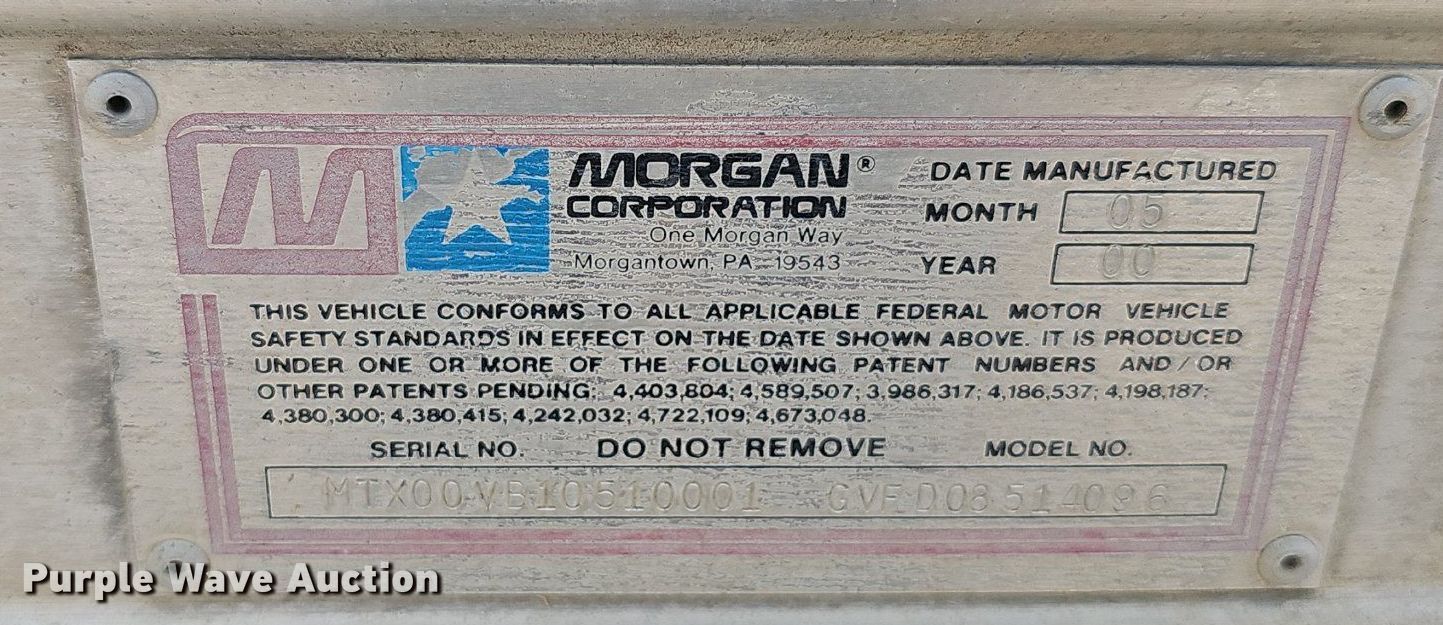 MORGAN®
CORPORATION
One Morgan Way
Morgantown, PA 19543
DATE MANUFACTURED
MONTH 05
YEAR 00
THIS VEHICLE CONFORMS TO ALL APPLICABLE FEDERAL MOTOR VEHICLE
SAFETY STANDARDS IN EFFECT ON THE DATE SHOWN ABOVE. IT IS PRODUCED
UNDER ONE OR MORE OF THE FOLLOWING PATENT NUMBERS AND/OR
OTHER PATENTS PENDING: 4,403,804; 4,589,507; 3,986,317; 4,186,537; 4,198,187;
4,380,300; 4,380,415; 4,242,032; 4,722,109; 4,673,048.
SERIAL NO. DO NOT REMOVE MODEL NO.
MTX00VB10510001 GVFD08514096
Purple Wave Auction